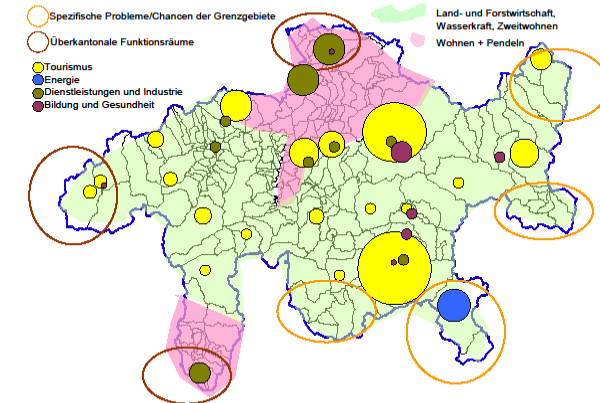 Spezifische Probleme/Chancen der Grenzgebiete
Überkantonale Funktionsräume
Tourismus
Energie
Dienstleistungen und Industrie
Bildung und Gesundheit
Land- und Forstwirtschaft,
Wasserkraft, Zweitwohnen
Wohnen + Pendeln